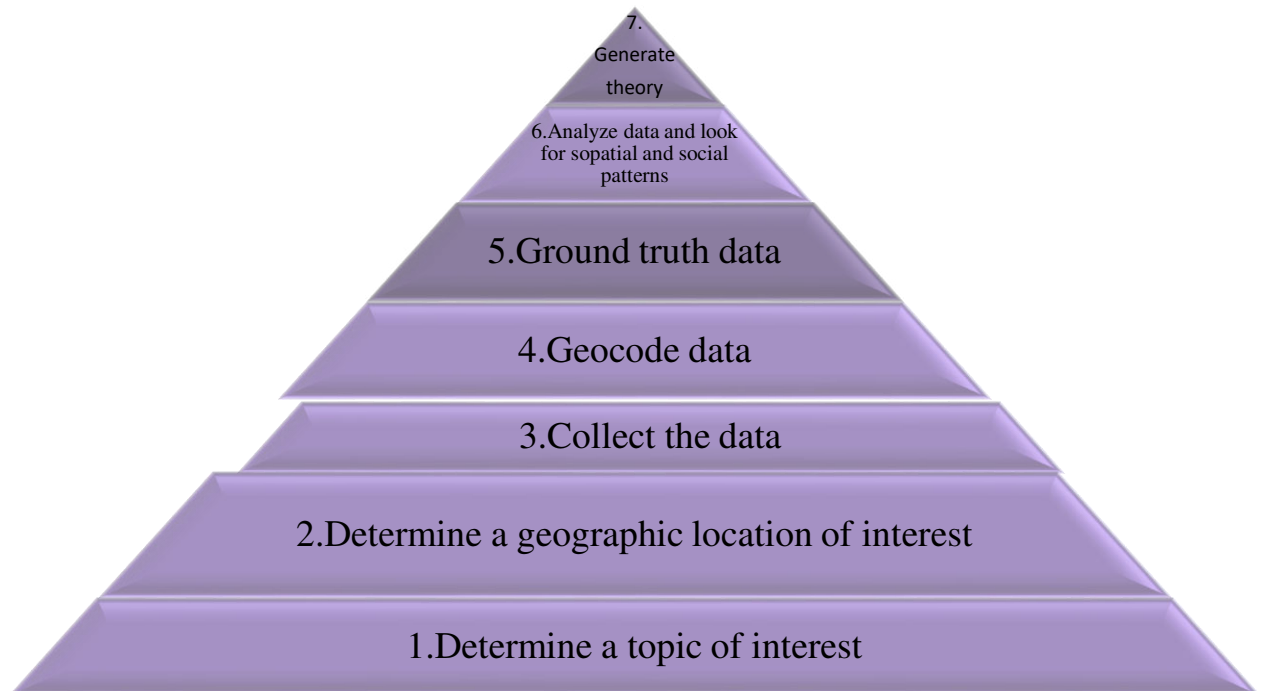 7.
Generate
theory
6.Analyze data and look
for sopatial and social
patterns
5.Ground truth data
4.Geocode data
3.Collect the data
2.Determine a geographic location of interest
1.Determine a topic of interest